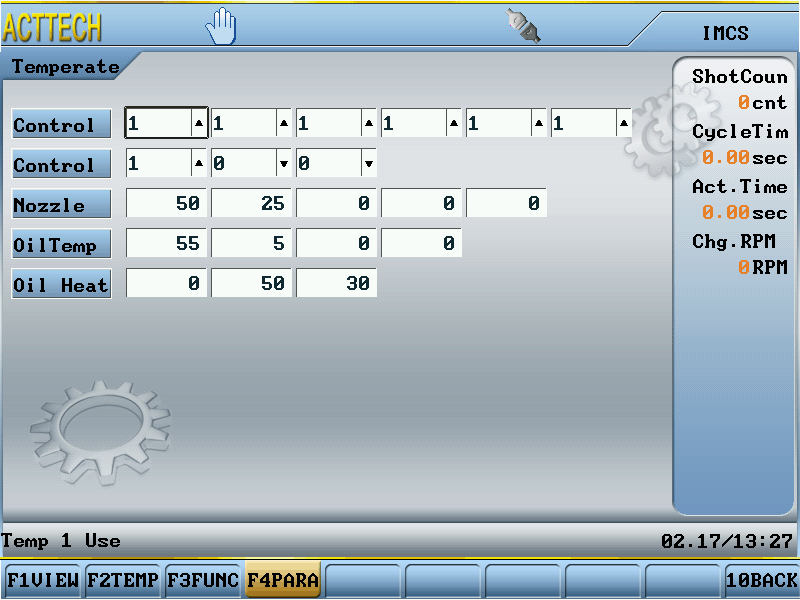 ACTTECH IMCS
Temperate
Control 1 1 1 1 1 1
Control 1 0 0
Nozzle 50 25 0 0 0
OilTemp 55 5 0 0
Oil Heat 0 50 30
ShotCoun
0cnt
CycleTim
0.00sec
Act.Time
0.00sec
Chg.RPM
0RPM
Temp 1 Use 02.17/13:27
F1VIEW F2TEMP F3FUNC F4PARA 10BACK